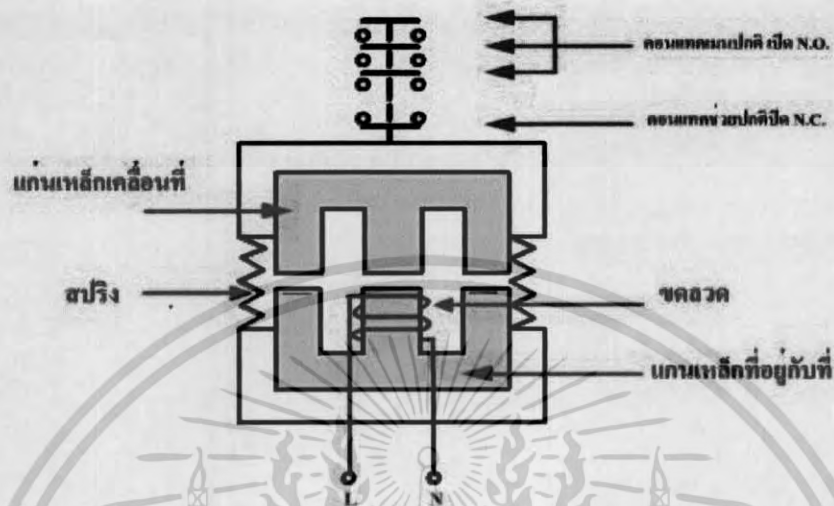 คอนแทคเมนปกติ เปิด N.O.
คอนแทคช่วยปกติปิด N.C.
แกนเหล็กเคลื่อนที่
สปริง
ขดลวด
แกนเหล็กที่อยู่กับที่
L N